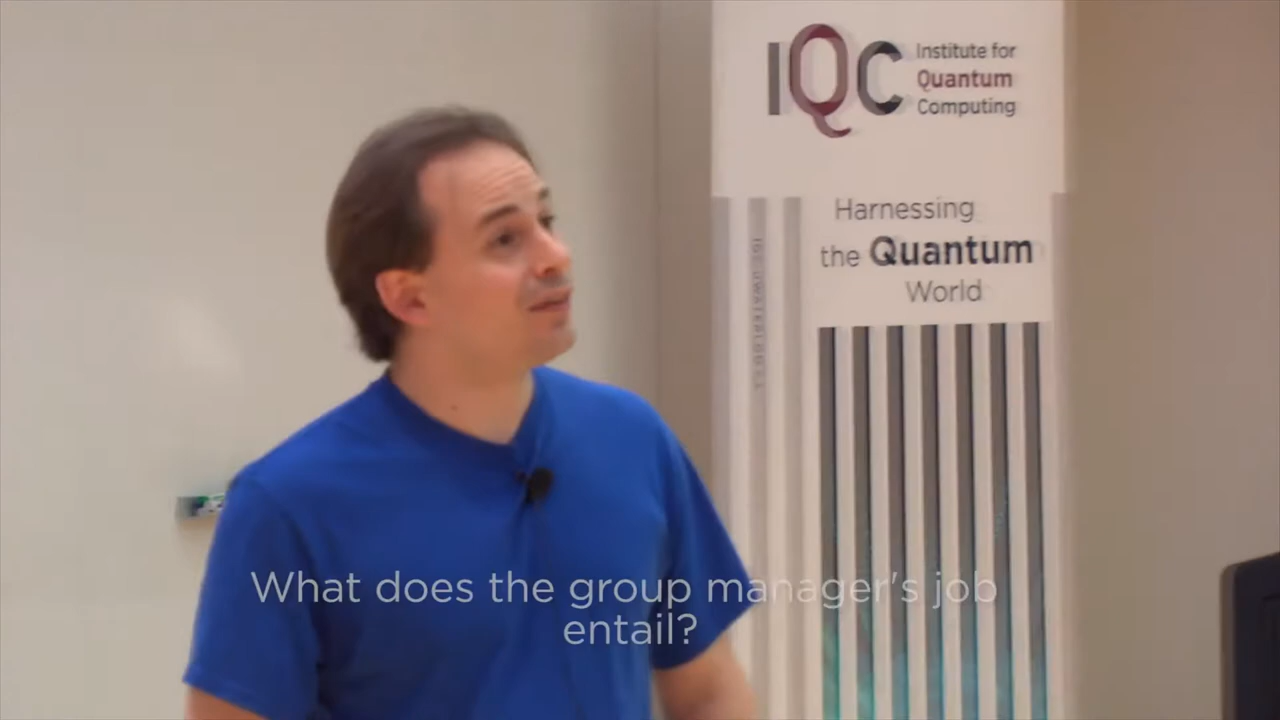 IQC
Institute for
Quantum
Computing
Harnessing
the Quantum
World
What does the group manager's job
entail?